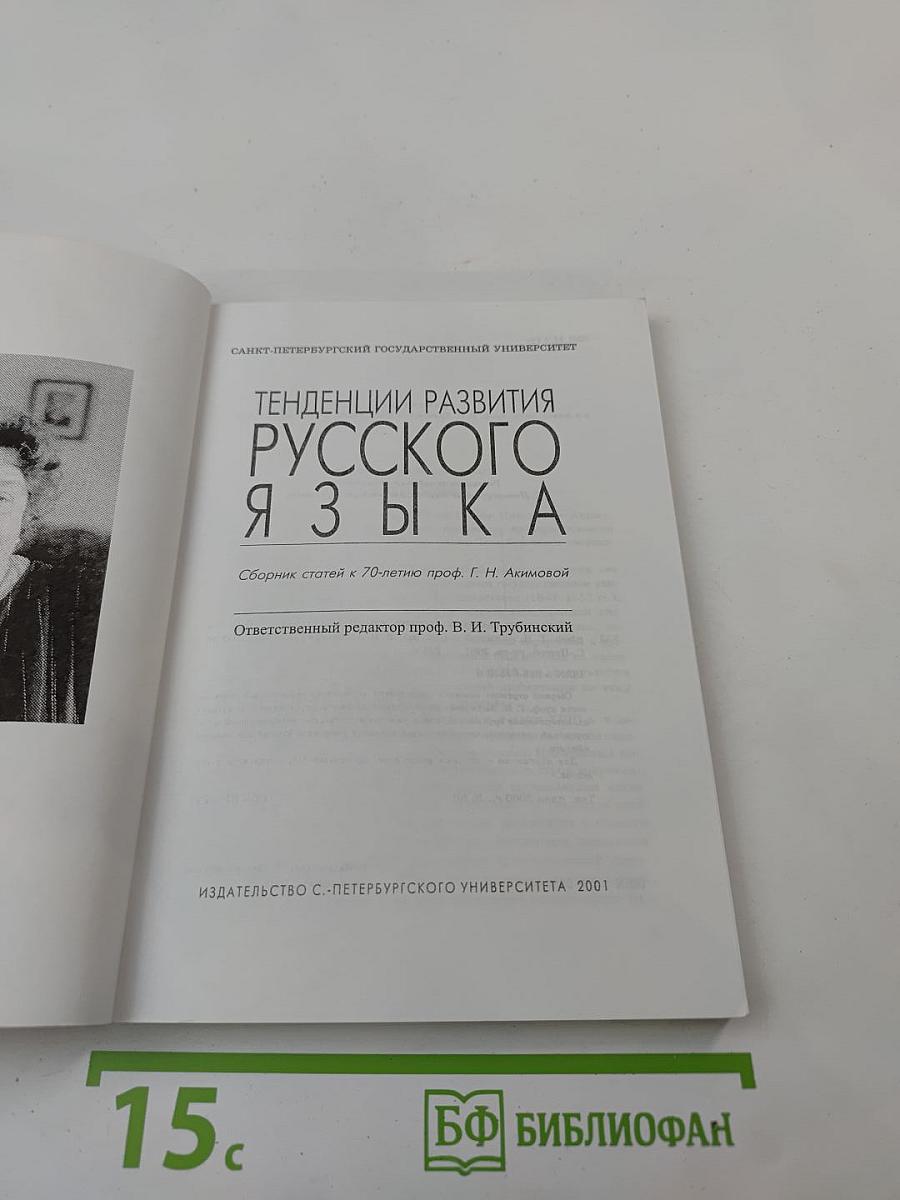 САНКТ-ПЕТЕРБУРГСКИЙ ГОСУДАРСТВЕННЫЙ УНИВЕРСИТЕТ
ТЕНДЕНЦИИ РАЗВИТИЯ
РУССКОГО
ЯЗЫКА
Сборник статей к 70-летию проф. Г. Н. Акимовой
Ответственный редактор проф. В. И. Трубинский
ИЗДАТЕЛЬСТВО С.-ПЕТЕРБУРГСКОГО УНИВЕРСИТЕТА 2001
15 с
БФ БИБЛИОФАН